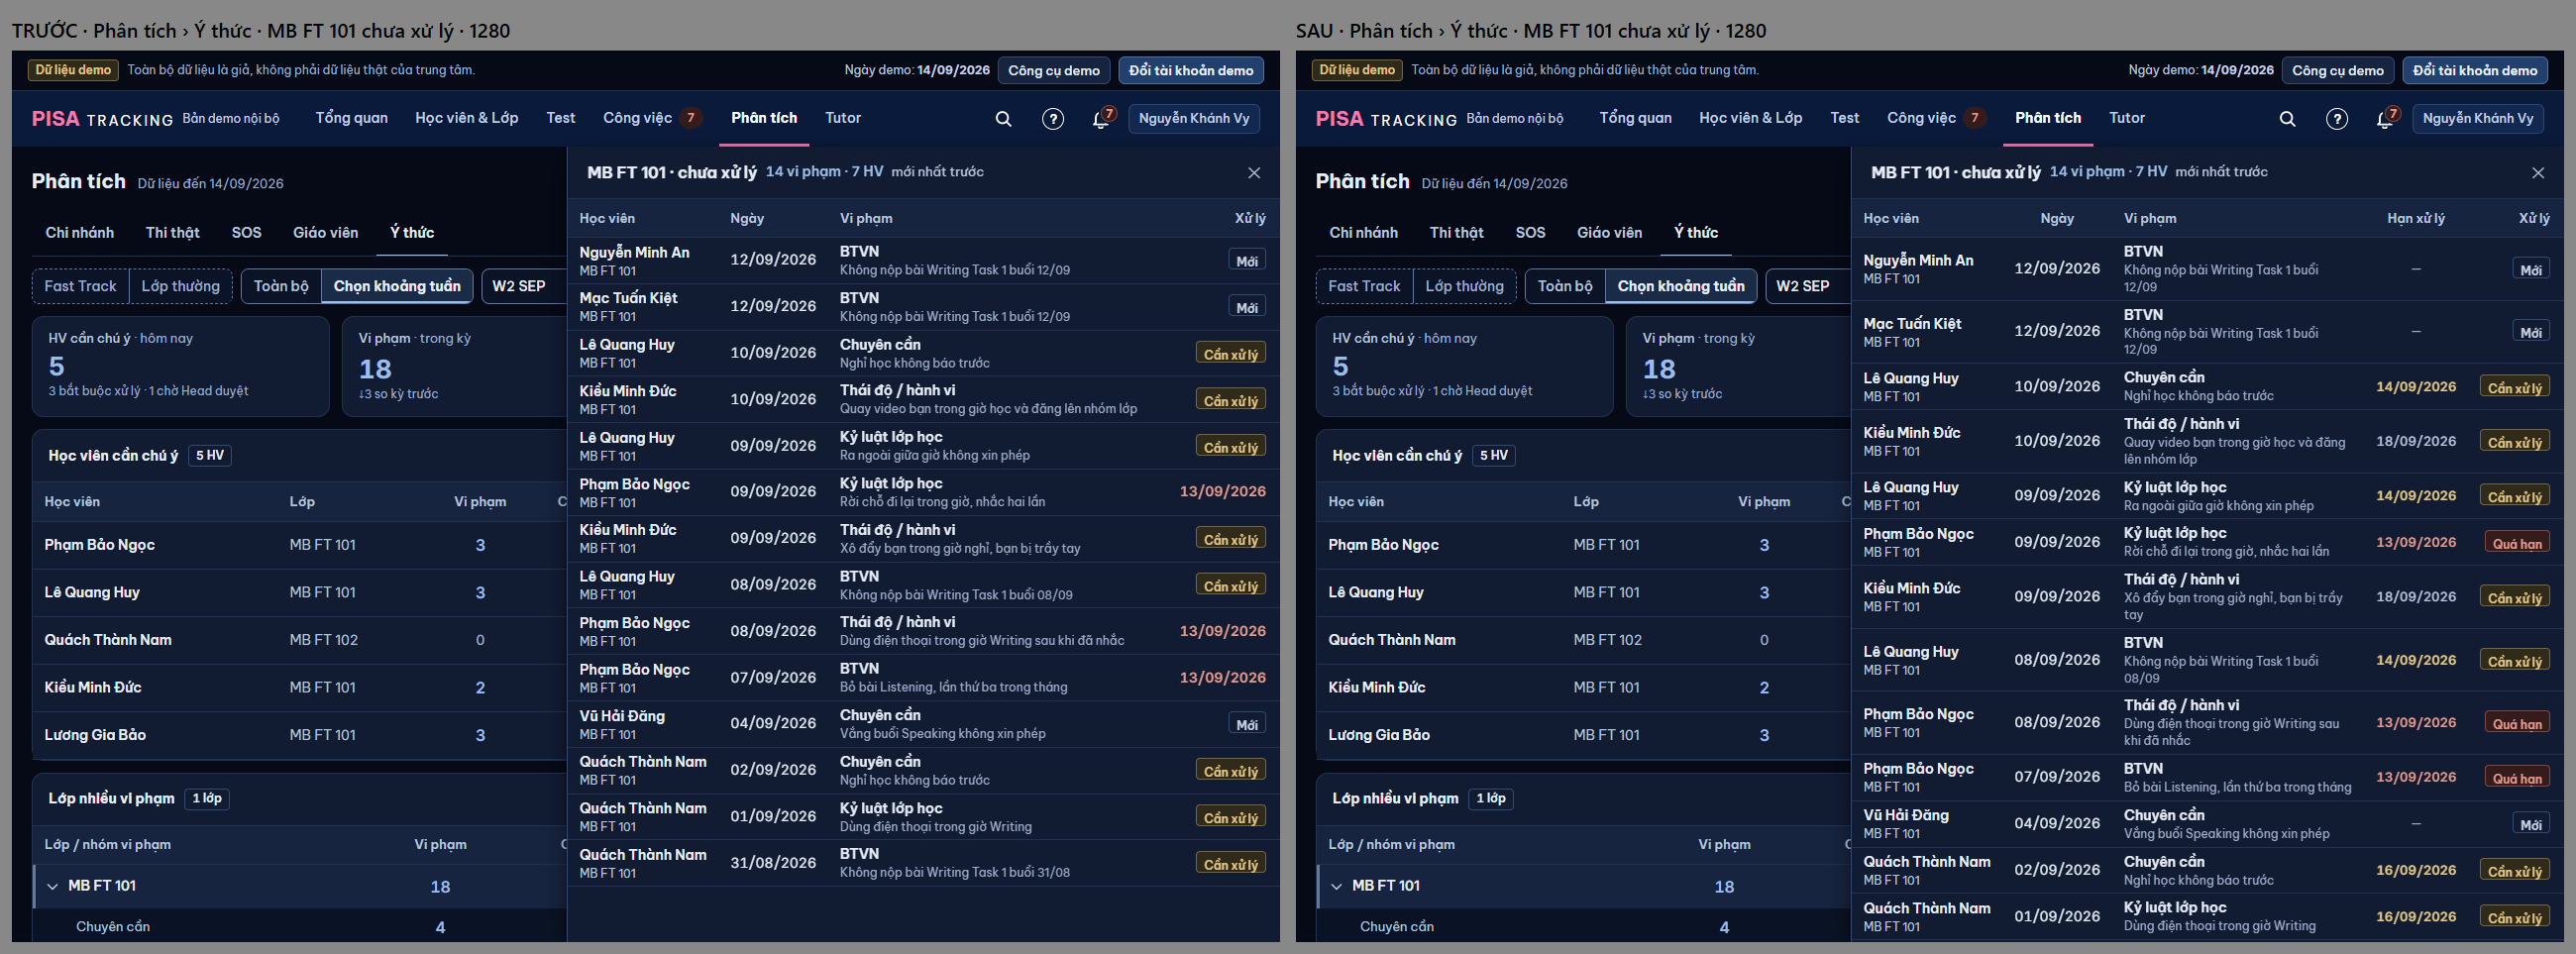 TRƯỚC · Phân tích › Ý thức · MB FT 101 chưa xử lý · 1280
Dữ liệu demo Toàn bộ dữ liệu là giả, không phải dữ liệu thật của trung tâm. Ngày demo: 14/09/2026 Công cụ demo Đổi tài khoản demo
PISA TRACKING Bản demo nội bộ Tổng quan Học viên & Lớp Test Công việc 7 Phân tích Tutor ? 7 Nguyễn Khánh Vy
Phân tích Dữ liệu đến 14/09/2026
Chi nhánh Thi thật SOS Giáo viên Ý thức
Fast Track Lớp thường Toàn bộ Chọn khoảng tuần W2 SEP
HV cần chú ý · hôm nay
5
3 bắt buộc xử lý · 1 chờ Head duyệt
Vi phạm · trong kỳ
18
↓3 so kỳ trước
Học viên cần chú ý 5 HV
Học viên Lớp Vi phạm C
Phạm Bảo Ngọc MB FT 101 3
Lê Quang Huy MB FT 101 3
Quách Thành Nam MB FT 102 0
Kiều Minh Đức MB FT 101 2
Lương Gia Bảo MB FT 101 3
Lớp nhiều vi phạm 1 lớp
Lớp / nhóm vi phạm Vi phạm C
MB FT 101 18
Chuyên cần 4
MB FT 101 · chưa xử lý 14 vi phạm · 7 HV mới nhất trước
Học viên Ngày Vi phạm Xử lý
Nguyễn Minh An 12/09/2026 BTVN Mới
MB FT 101 Không nộp bài Writing Task 1 buổi 12/09
Mạc Tuấn Kiệt 12/09/2026 BTVN Mới
MB FT 101 Không nộp bài Writing Task 1 buổi 12/09
Lê Quang Huy 10/09/2026 Chuyên cần Cần xử lý
MB FT 101 Nghỉ học không báo trước
Kiều Minh Đức 10/09/2026 Thái độ / hành vi Cần xử lý
MB FT 101 Quay video bạn trong giờ học và đăng lên nhóm lớp
Lê Quang Huy 09/09/2026 Kỷ luật lớp học Cần xử lý
MB FT 101 Ra ngoài giữa giờ không xin phép
Phạm Bảo Ngọc 09/09/2026 Kỷ luật lớp học 13/09/2026
MB FT 101 Rời chỗ đi lại trong giờ, nhắc hai lần
Kiều Minh Đức 09/09/2026 Thái độ / hành vi Cần xử lý
MB FT 101 Xô đẩy bạn trong giờ nghỉ, bạn bị trầy tay
Lê Quang Huy 08/09/2026 BTVN Cần xử lý
MB FT 101 Không nộp bài Writing Task 1 buổi 08/09
Phạm Bảo Ngọc 08/09/2026 Thái độ / hành vi 13/09/2026
MB FT 101 Dùng điện thoại trong giờ Writing sau khi đã nhắc
Phạm Bảo Ngọc 07/09/2026 BTVN 13/09/2026
MB FT 101 Bỏ bài Listening, lần thứ ba trong tháng
Vũ Hải Đăng 04/09/2026 Chuyên cần Mới
MB FT 101 Vắng buổi Speaking không xin phép
Quách Thành Nam 02/09/2026 Chuyên cần Cần xử lý
MB FT 101 Nghỉ học không báo trước
Quách Thành Nam 01/09/2026 Kỷ luật lớp học Cần xử lý
MB FT 101 Dùng điện thoại trong giờ Writing
Quách Thành Nam 31/08/2026 BTVN Cần xử lý
MB FT 101 Không nộp bài Writing Task 1 buổi 31/08
SAU · Phân tích › Ý thức · MB FT 101 chưa xử lý · 1280
Dữ liệu demo Toàn bộ dữ liệu là giả, không phải dữ liệu thật của trung tâm. Ngày demo: 14/09/2026 Công cụ demo Đổi tài khoản demo
PISA TRACKING Bản demo nội bộ Tổng quan Học viên & Lớp Test Công việc 7 Phân tích Tutor ? 7 Nguyễn Khánh Vy
Phân tích Dữ liệu đến 14/09/2026
Chi nhánh Thi thật SOS Giáo viên Ý thức
Fast Track Lớp thường Toàn bộ Chọn khoảng tuần W2 SEP
HV cần chú ý · hôm nay
5
3 bắt buộc xử lý · 1 chờ Head duyệt
Vi phạm · trong kỳ
18
↓3 so kỳ trước
Học viên cần chú ý 5 HV
Học viên Lớp Vi phạm C
Phạm Bảo Ngọc MB FT 101 3
Lê Quang Huy MB FT 101 3
Quách Thành Nam MB FT 102 0
Kiều Minh Đức MB FT 101 2
Lương Gia Bảo MB FT 101 3
Lớp nhiều vi phạm 1 lớp
Lớp / nhóm vi phạm Vi phạm C
MB FT 101 18
Chuyên cần 4
MB FT 101 · chưa xử lý 14 vi phạm · 7 HV mới nhất trước
Học viên Ngày Vi phạm Hạn xử lý Xử lý
Nguyễn Minh An 12/09/2026 BTVN – Mới
MB FT 101 Không nộp bài Writing Task 1 buổi
12/09
Mạc Tuấn Kiệt 12/09/2026 BTVN – Mới
MB FT 101 Không nộp bài Writing Task 1 buổi
12/09
Lê Quang Huy 10/09/2026 Chuyên cần 14/09/2026 Cần xử lý
MB FT 101 Nghỉ học không báo trước
Kiều Minh Đức 10/09/2026 Thái độ / hành vi 18/09/2026 Cần xử lý
MB FT 101 Quay video bạn trong giờ học và đăng
lên nhóm lớp
Lê Quang Huy 09/09/2026 Kỷ luật lớp học 14/09/2026 Cần xử lý
MB FT 101 Ra ngoài giữa giờ không xin phép
Phạm Bảo Ngọc 09/09/2026 Kỷ luật lớp học 13/09/2026 Quá hạn
MB FT 101 Rời chỗ đi lại trong giờ, nhắc hai lần
Kiều Minh Đức 09/09/2026 Thái độ / hành vi 18/09/2026 Cần xử lý
MB FT 101 Xô đẩy bạn trong giờ nghỉ, bạn bị trầy
tay
Lê Quang Huy 08/09/2026 BTVN 14/09/2026 Cần xử lý
MB FT 101 Không nộp bài Writing Task 1 buổi
08/09
Phạm Bảo Ngọc 08/09/2026 Thái độ / hành vi 13/09/2026 Quá hạn
MB FT 101 Dùng điện thoại trong giờ Writing sau
khi đã nhắc
Phạm Bảo Ngọc 07/09/2026 BTVN 13/09/2026 Quá hạn
MB FT 101 Bỏ bài Listening, lần thứ ba trong tháng
Vũ Hải Đăng 04/09/2026 Chuyên cần – Mới
MB FT 101 Vắng buổi Speaking không xin phép
Quách Thành Nam 02/09/2026 Chuyên cần 16/09/2026 Cần xử lý
MB FT 101 Nghỉ học không báo trước
Quách Thành Nam 01/09/2026 Kỷ luật lớp học 16/09/2026 Cần xử lý
MB FT 101 Dùng điện thoại trong giờ Writing